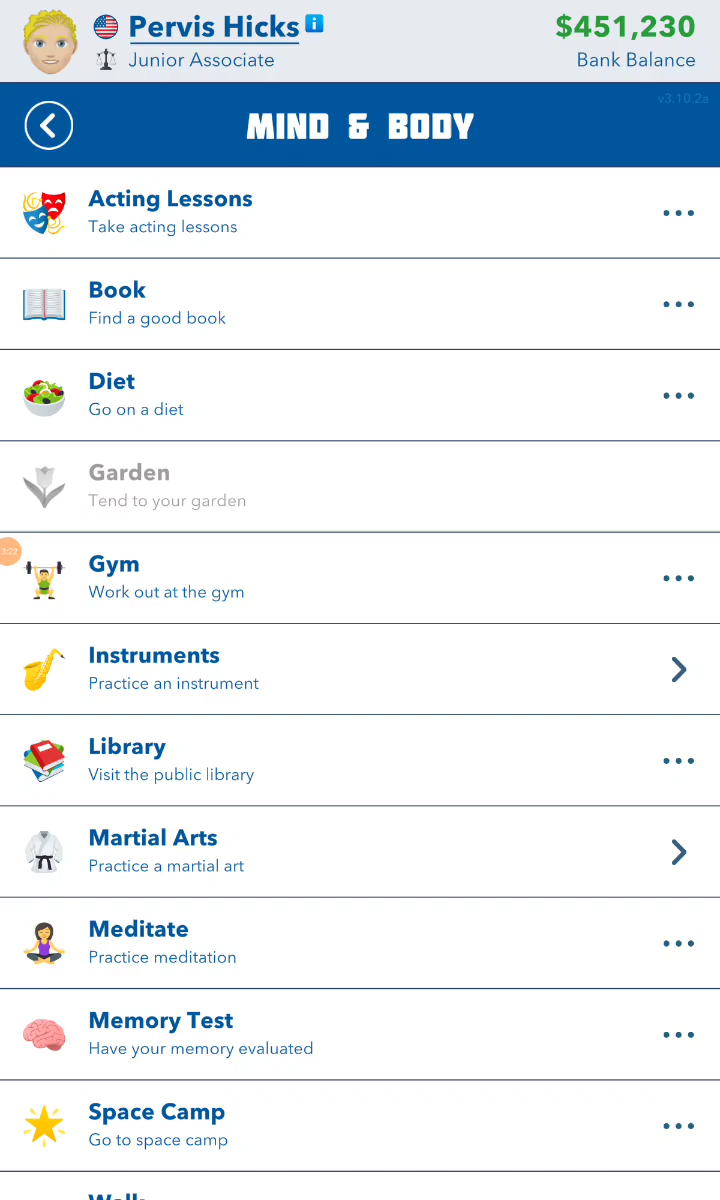 Pervis Hicks i
$451,230
Junior Associate
Bank Balance
v3.10.2a
MIND & BODY
Acting Lessons
Take acting lessons
Book
Find a good book
Diet
Go on a diet
Garden
Tend to your garden
3:22
Gym
Work out at the gym
Instruments
Practice an instrument
Library
Visit the public library
Martial Arts
Practice a martial art
Meditate
Practice meditation
Memory Test
Have your memory evaluated
Space Camp
Go to space camp